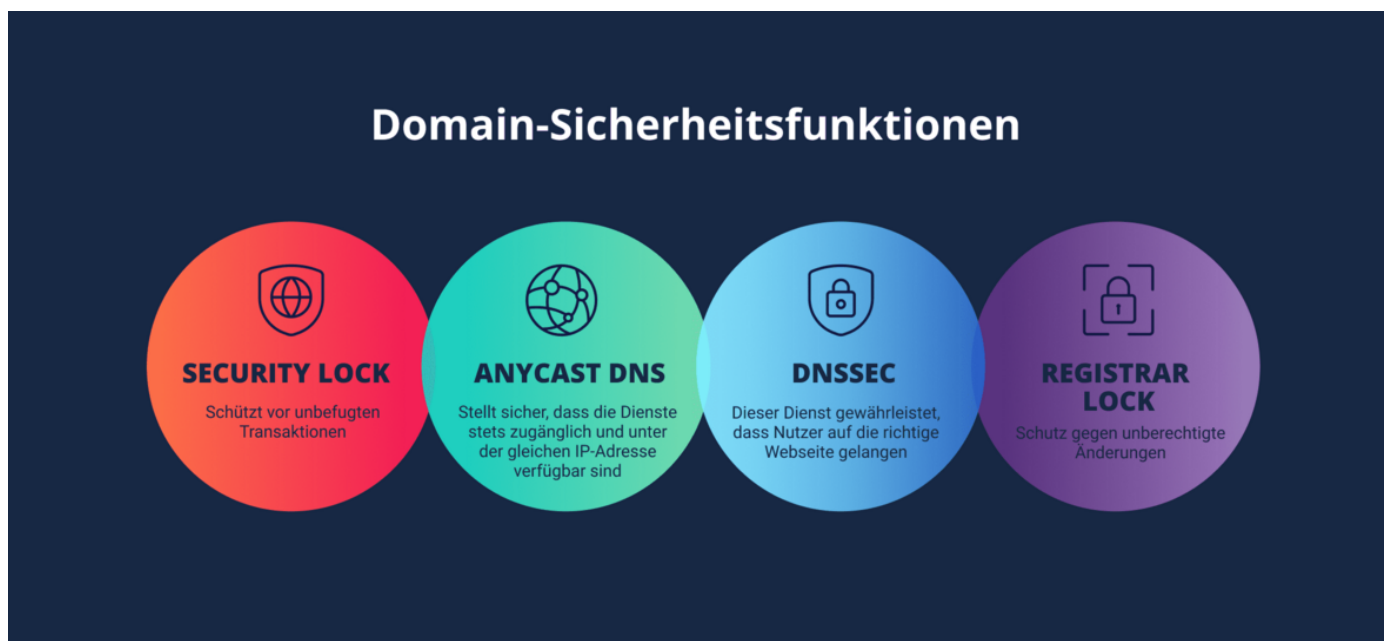 Domain-Sicherheitsfunktionen
SECURITY LOCK
Schützt vor unbefugten
Transaktionen
ANYCAST DNS
Stellt sicher, dass die Dienste
stets zugänglich und unter
der gleichen IP-Adresse
verfügbar sind
DNSSEC
Dieser Dienst gewährleistet,
dass Nutzer auf die richtige
Webseite gelangen
REGISTRAR
LOCK
Schutz gegen unberechtigte
Änderungen